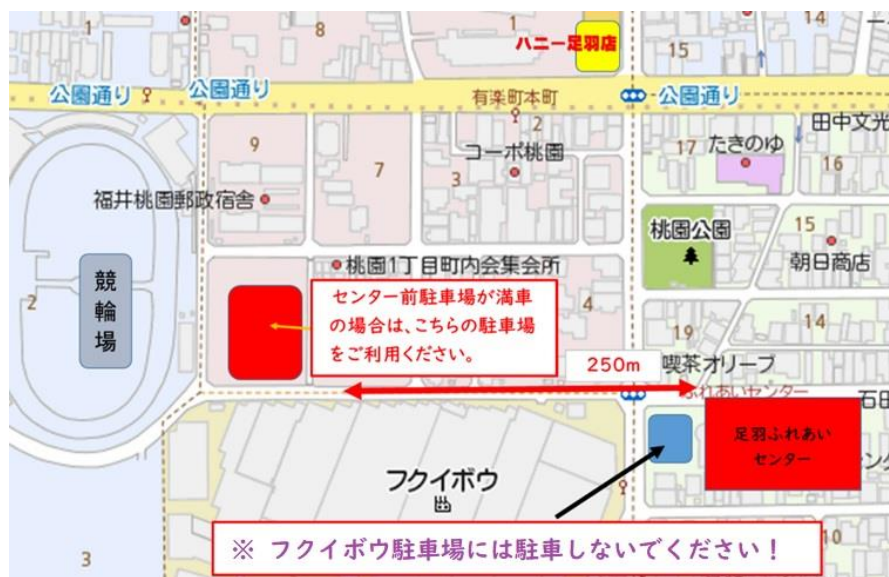 1
8
1
ハニー足羽店
15
14
公園通り
公園通り
有楽町本町
公園通り
9
7
2
コーポ桃園
3
17
たきのゆ
田中文光
16
福井桃園郵政宿舎
桃園公園
15
朝日商店
桃園1丁目町内会集会所
競輪場
2
センター前駐車場が満車
の場合は、こちらの駐車場
をご利用ください。
4
19
14
250m
喫茶オリーブ
ふれあいセンター
石田
足羽ふれあい
センター
フクイボウ
※ フクイボウ駐車場には駐車しないでください!
3
10